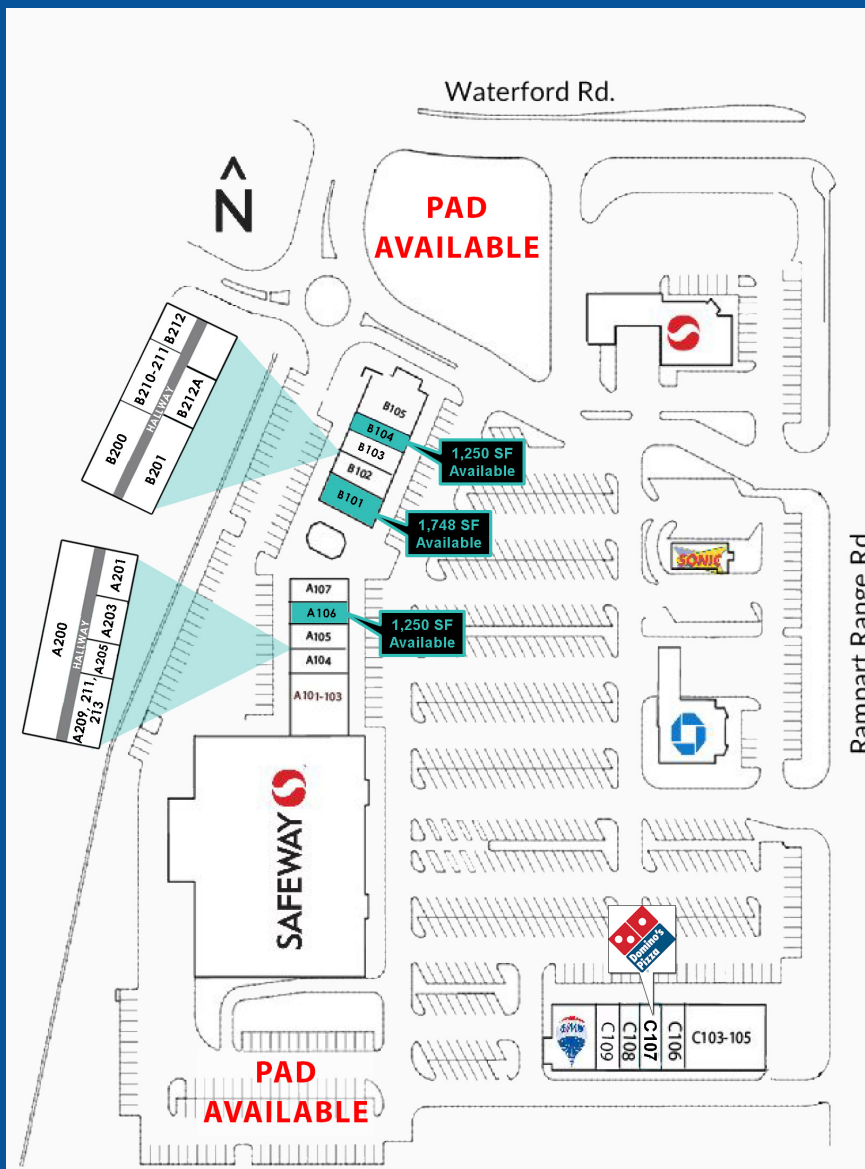 Waterford Rd.
N
PAD
AVAILABLE
B212
B210-211
HALLWAY
B212A
B200
B201
B105
B104
B103
B102
B101
1,250 SF
Available
1,748 SF
Available
SONIC
Rampart Range Rd
A201
A203
A205
A200
HALLWAY
A209, 211,
213
A107
A106
A105
A104
A101-103
1,250 SF
Available
SAFEWAY
Domino's
Pizza
RE/MAX
C109
C108
C107
C106
C103-105
PAD
AVAILABLE